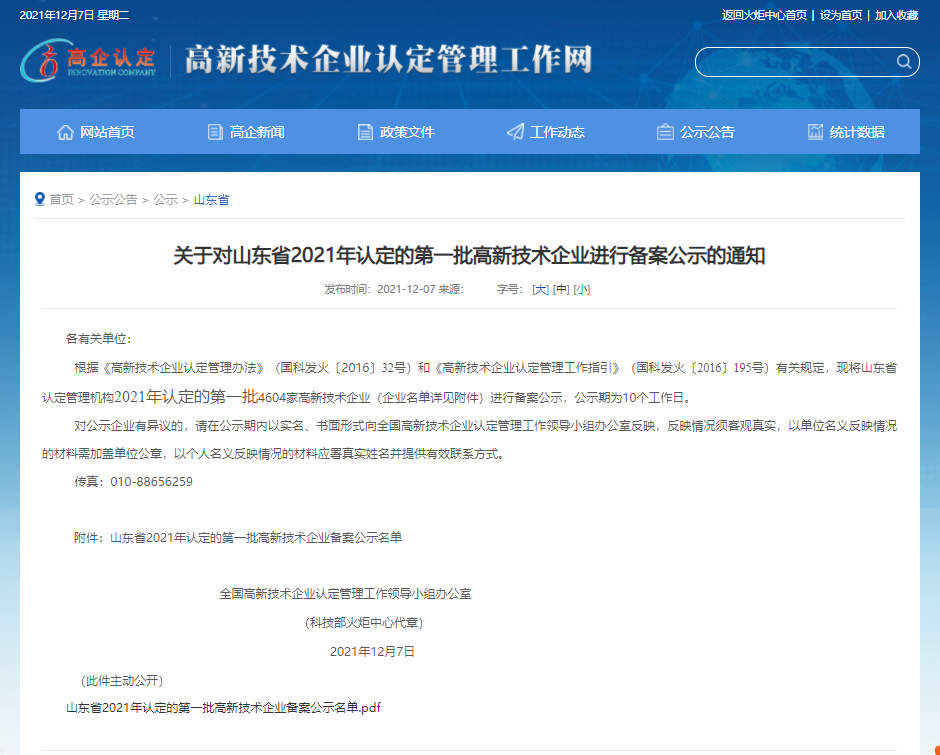 2021年12月7日 星期二
返回火炬中心首页 | 设为首页 | 加入收藏
高企认定
INNOVATION COMPANY
高新技术企业认定管理工作网
网站首页 高企新闻 政策文件 工作动态 公示公告 统计数据
首页 > 公示公告 > 公示 > 山东省
关于对山东省2021年认定的第一批高新技术企业进行备案公示的通知
发布时间：2021-12-07 来源： 字号： [大] [中] [小]
各有关单位：
根据《高新技术企业认定管理办法》（国科发火〔2016〕32号）和《高新技术企业认定管理工作指引》（国科发火〔2016〕195号）有关规定，现将山东省
认定管理机构2021年认定的第一批4604家高新技术企业（企业名单详见附件）进行备案公示，公示期为10个工作日。
对公示企业有异议的，请在公示期内以实名、书面形式向全国高新技术企业认定管理工作领导小组办公室反映，反映情况须客观真实，以单位名义反映情况
的材料需加盖单位公章，以个人名义反映情况的材料应署真实姓名并提供有效联系方式。
传真：010-88656259
附件：山东省2021年认定的第一批高新技术企业备案公示名单
全国高新技术企业认定管理工作领导小组办公室
（科技部火炬中心代章）
2021年12月7日
（此件主动公开）
山东省2021年认定的第一批高新技术企业备案公示名单.pdf